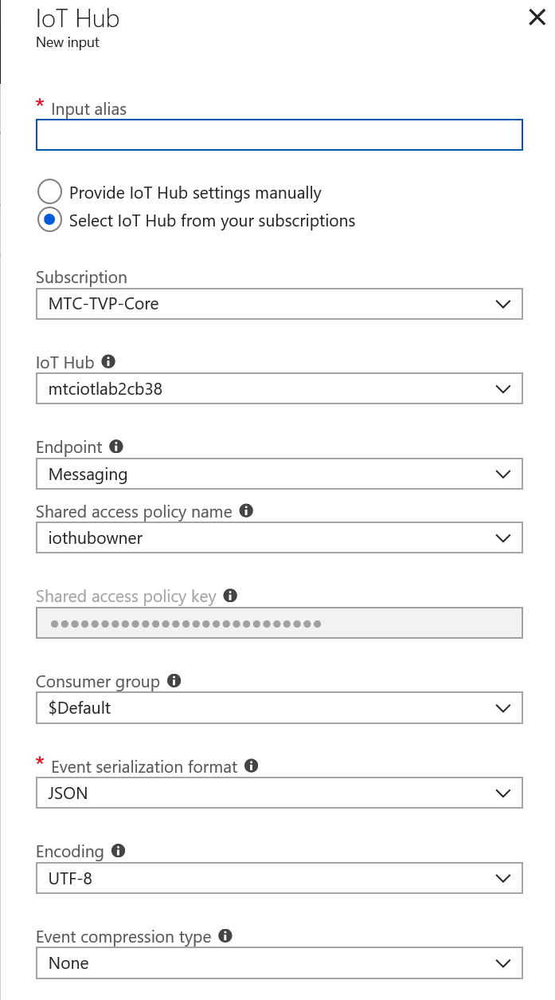 IoT Hub
New input
* Input alias
Provide IoT Hub settings manually
Select IoT Hub from your subscriptions
Subscription
MTC-TVP-Core
IoT Hub
mtciotlab2cb38
Endpoint
Messaging
Shared access policy name
iothubowner
Shared access policy key
•••••••••••••••••••••••••••
Consumer group
$Default
* Event serialization format
JSON
Encoding
UTF-8
Event compression type
None